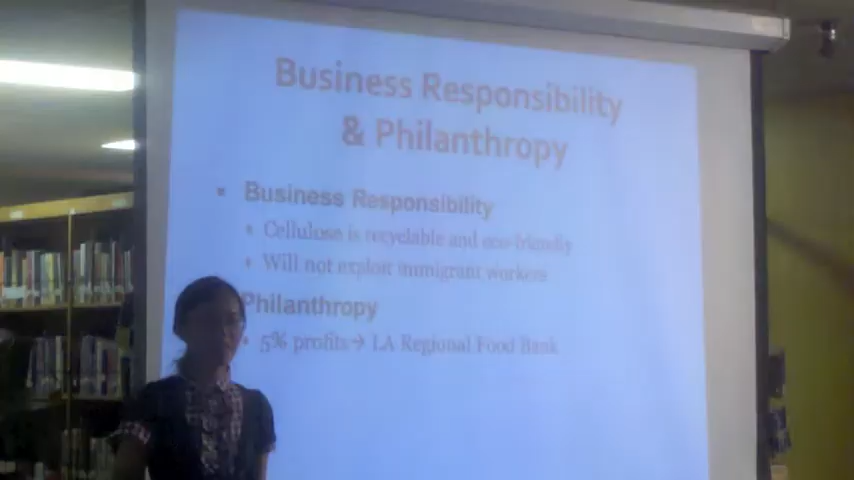 Business Responsibility
& Philanthropy
▪ Business Responsibility
• Cellulose is recyclable and eco-friendly
• Will not exploit immigrant workers
Philanthropy
• 5% profits→ LA Regional Food Bank